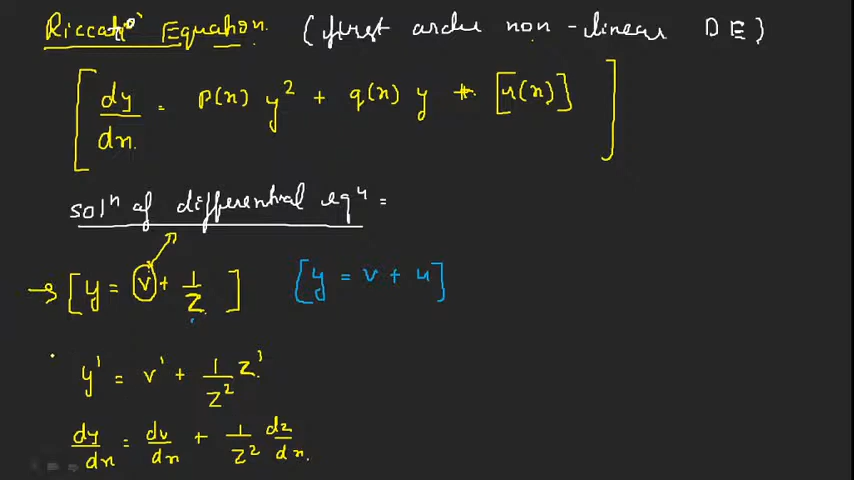 Riccati Equation. (first order non-linear DE)
[dy/dx = p(x) y² + q(x) y + [r(x)]]
solⁿ of differential eqⁿ =
→ [y = v + 1/z] [y = v + u]
y' = v' + 1/z² z'
dy/dx = dv/dx + 1/z² dz/dx.